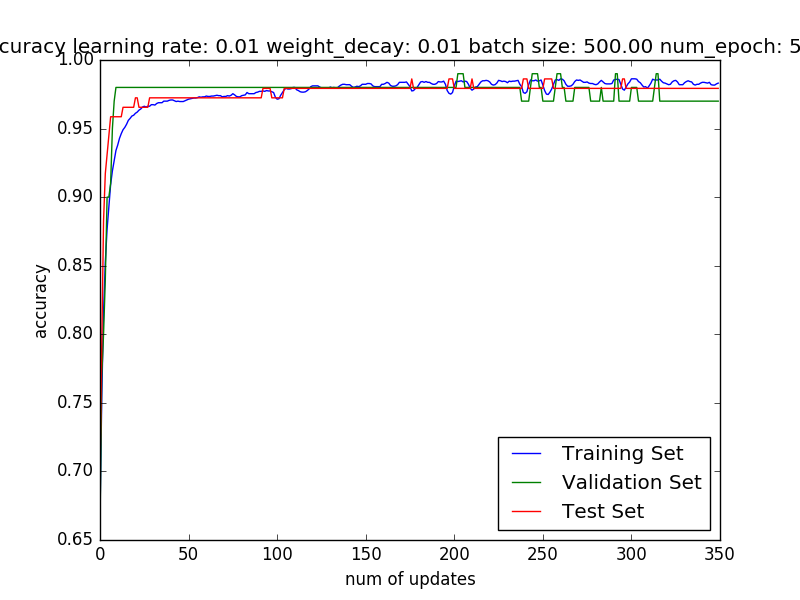 curacy learning rate: 0.01 weight_decay: 0.01 batch size: 500.00 num_epoch: 5
1.00
0.95
0.90
0.85
0.80
0.75
0.70
0.65
accuracy
Training Set
Validation Set
Test Set
0 50 100 150 200 250 300 350
num of updates